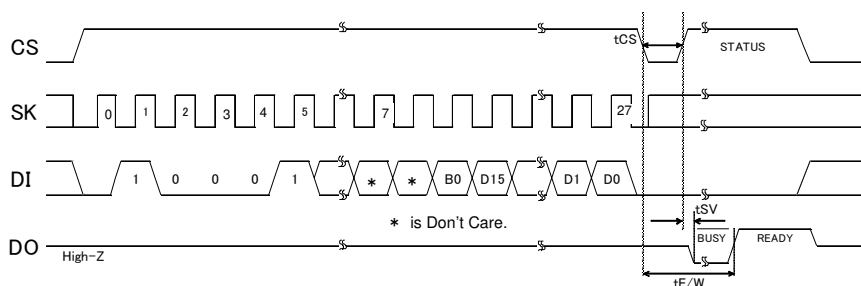 CS tCS STATUS
SK 0 1 2 3 4 5 7 27
DI 1 0 0 0 1 * * B0 D15 D1 D0
* is Don't Care.
tSV
DO High-Z BUSY READY
tE/W